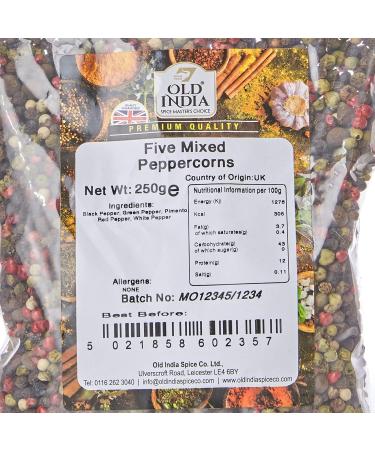 OLD
INDIA
SPICE MASTERS CHOICE
PREMIUM QUALITY
Five Mixed
Peppercorns
Country of Origin:UK
Net Wt: 250g℮
Ingredients:
Black Pepper, Green Pepper, Pimento
Red Pepper, White Pepper
Allergens:
NONE
Nutritional Information per 100g
Energy (Kj) 1276
Kcal 306
Fat(g) 3.7
of which saturates(g) 0.4
Carbohydrate(g) 43
of which sugar(g) 0
Protein(g) 12
Salt(g) 0.11
Batch No: MO12345/1234
Best Before:
5 021858 602357
Old India Spice Co. Ltd.,
Ulverscroft Road, Leicester LE4 6BY
Tel: 0116 262 3040 | info@oldindiaspiceco.com | www.oldindiaspiceco.com